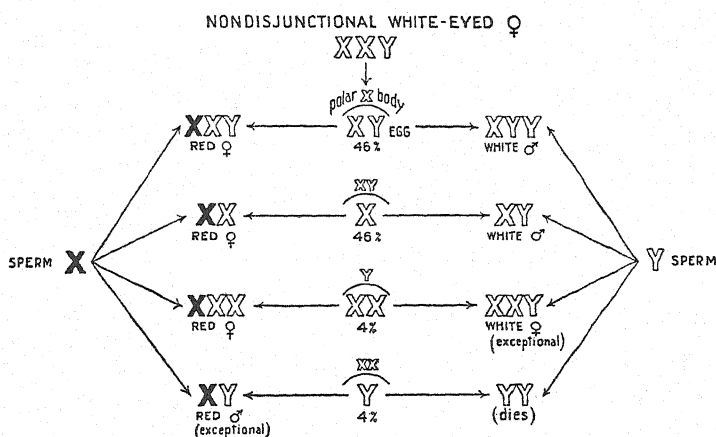 NONDISJUNCTIONAL WHITE-EYED ♀
XXY
polar X body
XXY XY EGG XYY
RED ♀ 46% WHITE ♂
XY
XX X XY
RED ♀ 46% WHITE ♂
SPERM X Y SPERM
Y
XXX XX XXY
RED ♀ 4% WHITE ♀
(exceptional)
XX
XY Y YY
RED ♂ 4% (dies)
(exceptional)